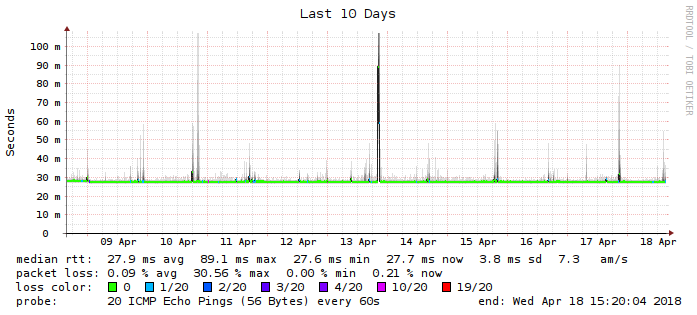 Last 10 Days
RRDTOOL / TOBI OETIKER
Seconds
100 m
90 m
80 m
70 m
60 m
50 m
40 m
30 m
20 m
10 m
0
09 Apr 10 Apr 11 Apr 12 Apr 13 Apr 14 Apr 15 Apr 16 Apr 17 Apr 18 Apr
median rtt: 27.9 ms avg 89.1 ms max 27.6 ms min 27.7 ms now 3.8 ms sd 7.3 am/s
packet loss: 0.09 % avg 30.56 % max 0.00 % min 0.21 % now
loss color: 0 1/20 2/20 3/20 4/20 10/20 19/20
probe: 20 ICMP Echo Pings (56 Bytes) every 60s end: Wed Apr 18 15:20:04 2018